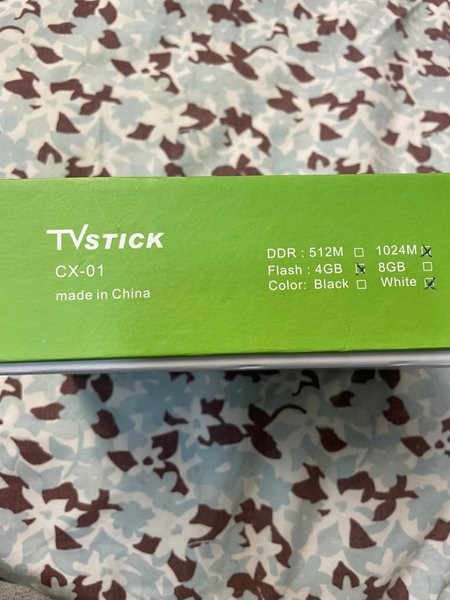 TVSTICK
CX-01
made in China
DDR : 512M ☐ 1024M ☒
Flash : 4GB ☒ 8GB ☐
Color: Black ☐ White ☒